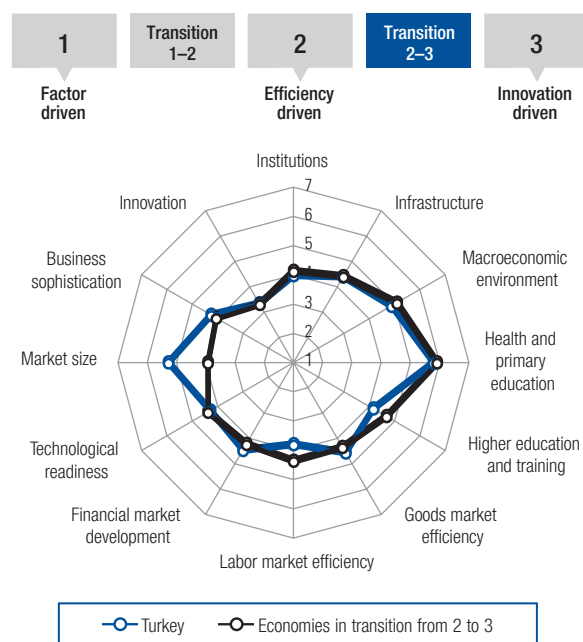 1
Transition
1–2
2
Transition
2–3
3
Factor
driven
Efficiency
driven
Innovation
driven
Institutions
7
Innovation
Infrastructure
6
5
Business
sophistication
Macroeconomic
environment
4
3
2
Market size
1
Health and
primary
education
Technological
readiness
Higher education
and training
Financial market
development
Goods market
efficiency
Labor market efficiency
Turkey
Economies in transition from 2 to 3